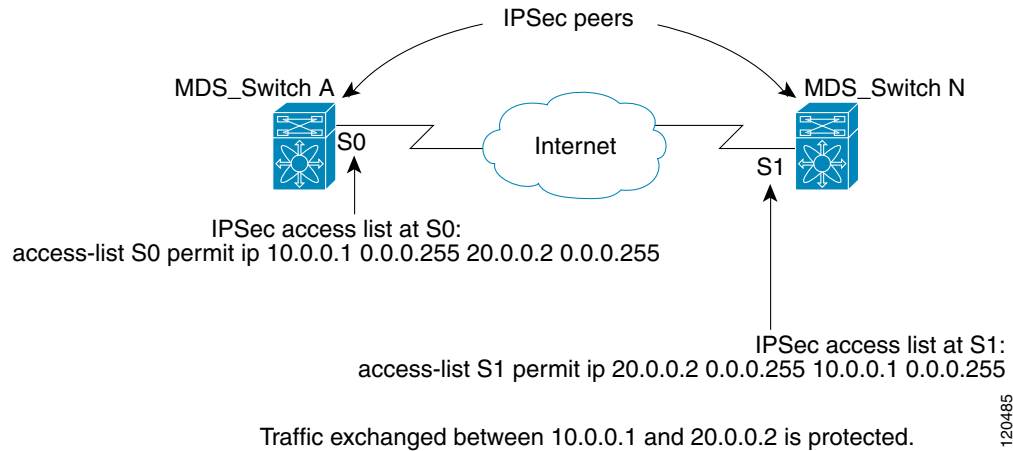 IPSec peers
MDS_Switch A
MDS_Switch N
S0
Internet
S1
IPSec access list at S0:
access-list S0 permit ip 10.0.0.1 0.0.0.255 20.0.0.2 0.0.0.255
IPSec access list at S1:
access-list S1 permit ip 20.0.0.2 0.0.0.255 10.0.0.1 0.0.0.255
Traffic exchanged between 10.0.0.1 and 20.0.0.2 is protected.
120485